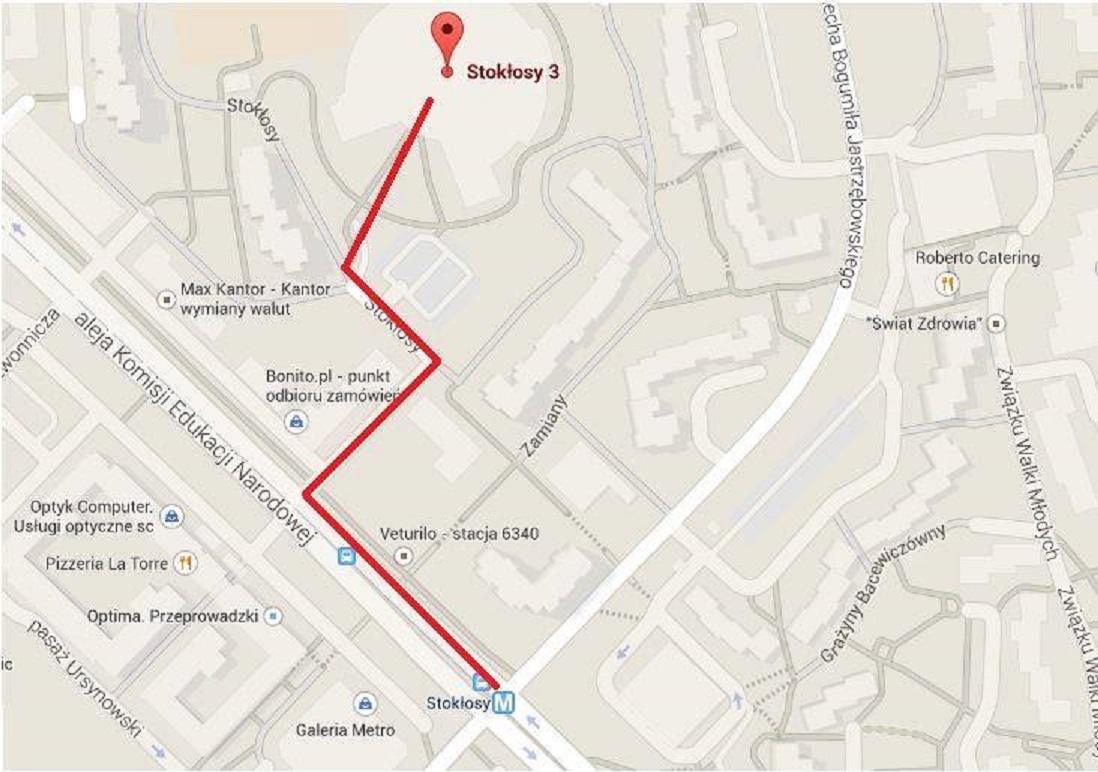 Stokłosy 3
Stokłosy
echa Bogumiła Jastrzębowskiego
Roberto Catering
Max Kantor - Kantor
wymiany walut
"Świat Zdrowia"
Stokłosy
wonnicza
aleja Komisji Edukacji Narodowej
Bonito.pl - punkt
odbioru zamówień
Zamiany
Związku Walki Młodych
Optyk Computer.
Usługi optyczne sc
Veturilo - stacja 6340
Pizzeria La Torre
Grażyny Bacewiczówny
Optima. Przeprowadzki
pasaż Ursynowski
ic
Stokłosy M
Galeria Metro
Związku Walki